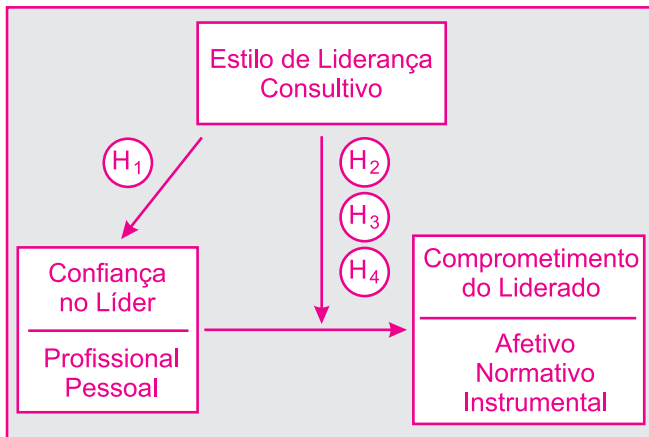 Estilo de Liderança
Consultivo
H1
H2
H3
H4
Confiança
no Líder
Profissional
Pessoal
Comprometimento
do Liderado
Afetivo
Normativo
Instrumental